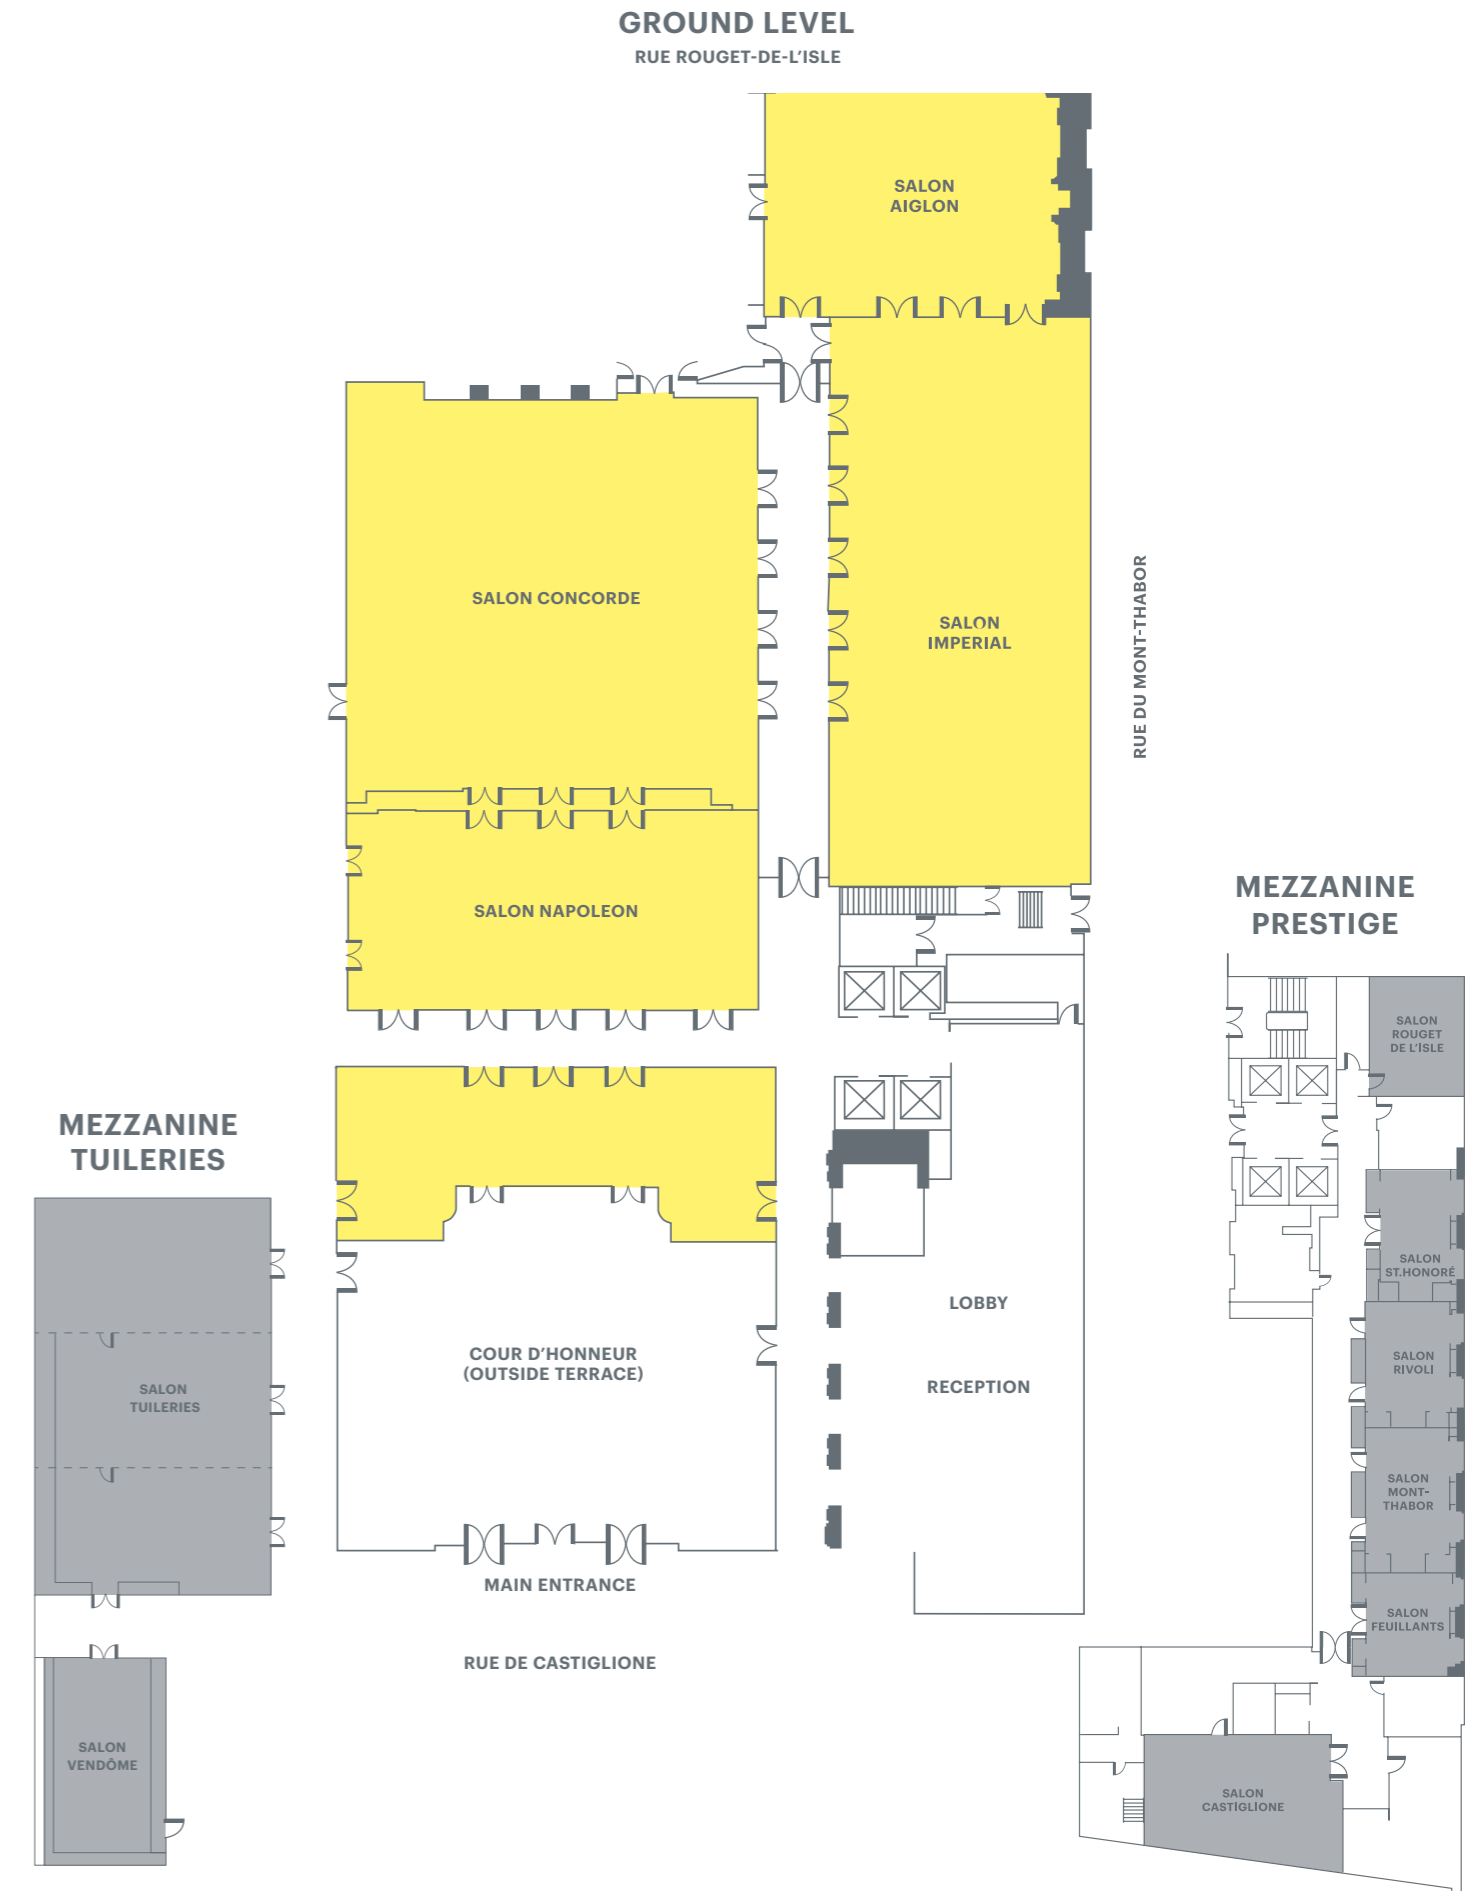 GROUND LEVEL
RUE ROUGET-DE-L'ISLE
SALON
AIGLON
SALON CONCORDE
SALON
IMPERIAL
RUE DU MONT-THABOR
SALON NAPOLEON
MEZZANINE
PRESTIGE
SALON
ROUGET
DE L'ISLE
MEZZANINE
TUILERIES
SALON
ST.HONORÉ
LOBBY
COUR D'HONNEUR
(OUTSIDE TERRACE)
SALON
RIVOLI
RECEPTION
SALON
TUILERIES
SALON
MONT-
THABOR
MAIN ENTRANCE
SALON
FEUILLANTS
RUE DE CASTIGLIONE
SALON
VENDÔME
SALON
CASTIGLIONE